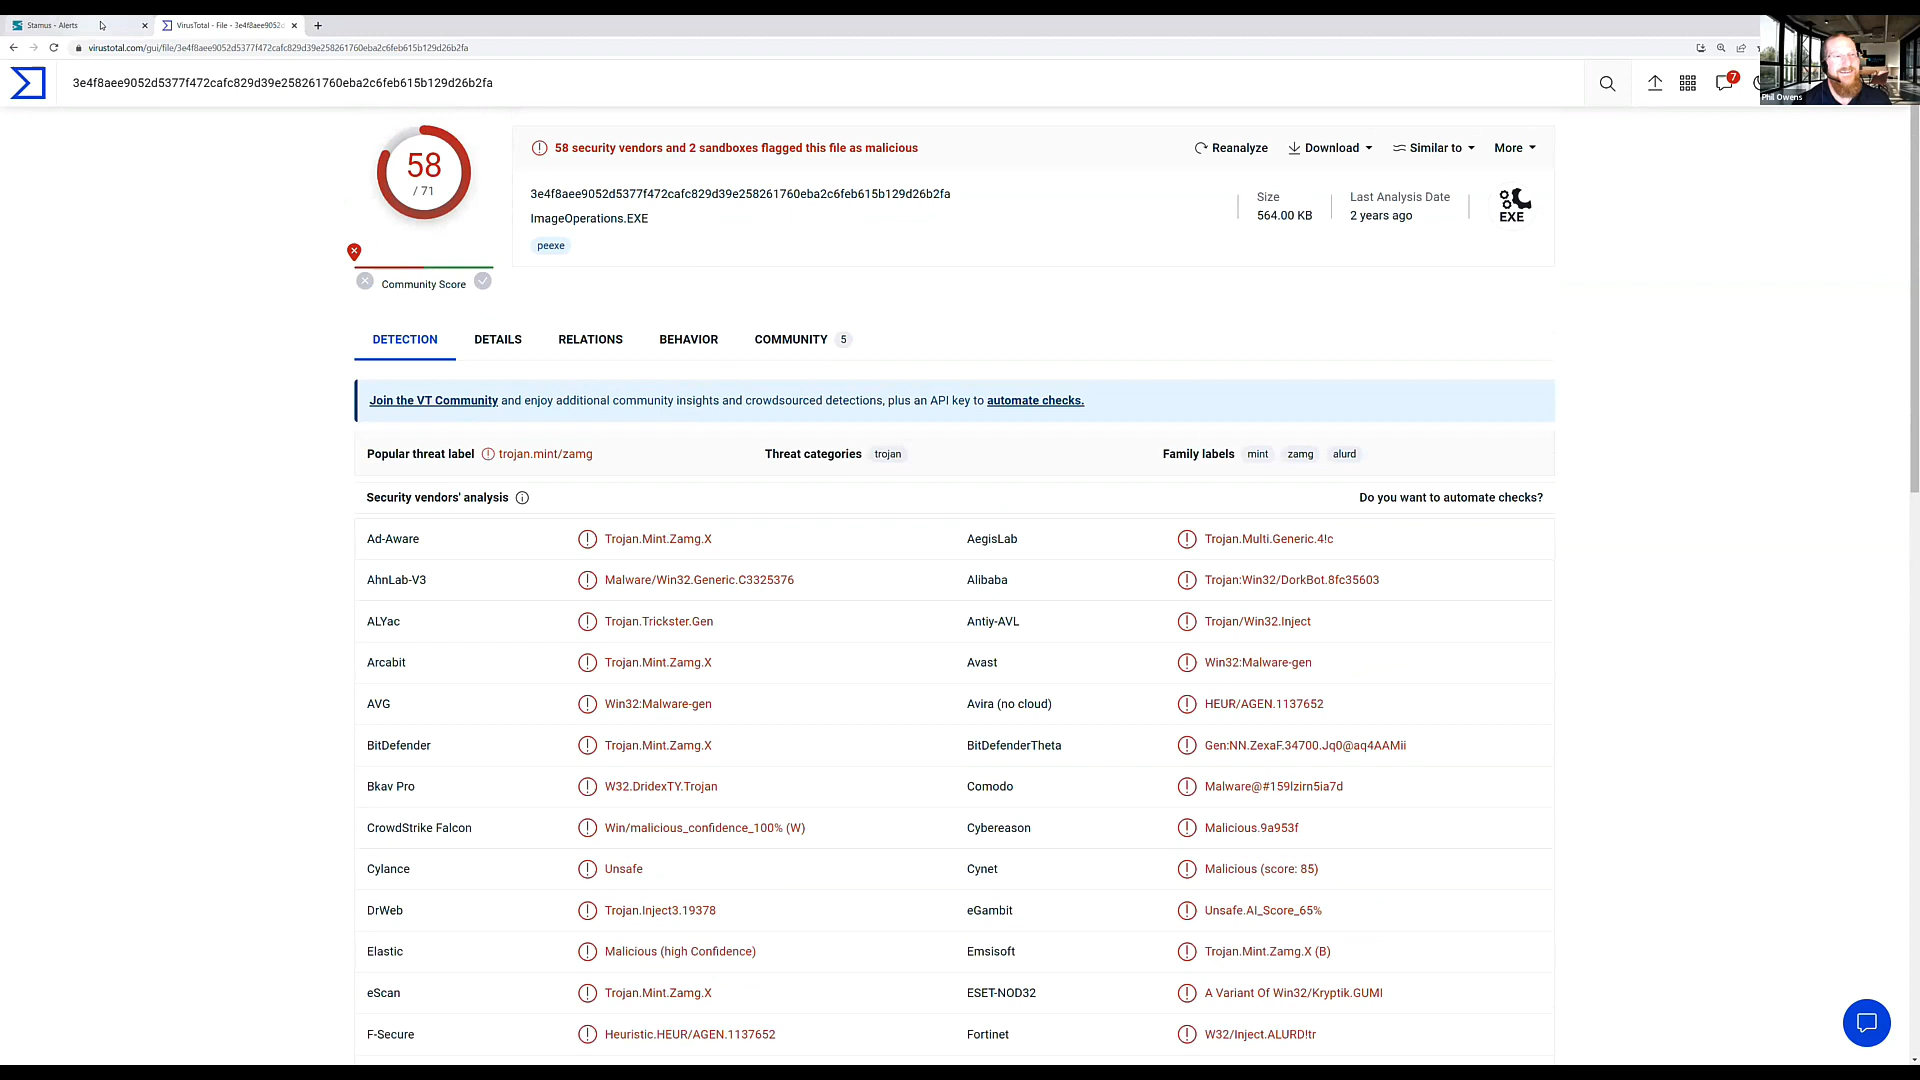 Stamus - Alerts
VirusTotal - File - 3e4f8aee9052d
virustotal.com/gui/file/3e4f8aee9052d5377f472cafc829d39e258261760eba2c6feb615b129d26b2fa
3e4f8aee9052d5377f472cafc829d39e258261760eba2c6feb615b129d26b2fa
7
Phil Owens
58
/ 71
Community Score
58 security vendors and 2 sandboxes flagged this file as malicious
Reanalyze
Download
Similar to
More
3e4f8aee9052d5377f472cafc829d39e258261760eba2c6feb615b129d26b2fa
ImageOperations.EXE
peexe
Size
564.00 KB
Last Analysis Date
2 years ago
EXE
DETECTION
DETAILS
RELATIONS
BEHAVIOR
COMMUNITY 5
Join the VT Community and enjoy additional community insights and crowdsourced detections, plus an API key to automate checks.
Popular threat label trojan.mint/zamg
Threat categories trojan
Family labels mint zamg alurd
Security vendors' analysis
Do you want to automate checks?
Ad-Aware Trojan.Mint.Zamg.X AegisLab Trojan.Multi.Generic.4!c
AhnLab-V3 Malware/Win32.Generic.C3325376 Alibaba Trojan:Win32/DorkBot.8fc35603
ALYac Trojan.Trickster.Gen Antiy-AVL Trojan/Win32.Inject
Arcabit Trojan.Mint.Zamg.X Avast Win32:Malware-gen
AVG Win32:Malware-gen Avira (no cloud) HEUR/AGEN.1137652
BitDefender Trojan.Mint.Zamg.X BitDefenderTheta Gen:NN.ZexaF.34700.Jq0@aq4AAMii
Bkav Pro W32.DridexTY.Trojan Comodo Malware@#159lzirn5ia7d
CrowdStrike Falcon Win/malicious_confidence_100% (W) Cybereason Malicious.9a953f
Cylance Unsafe Cynet Malicious (score: 85)
DrWeb Trojan.Inject3.19378 eGambit Unsafe.AI_Score_65%
Elastic Malicious (high Confidence) Emsisoft Trojan.Mint.Zamg.X (B)
eScan Trojan.Mint.Zamg.X ESET-NOD32 A Variant Of Win32/Kryptik.GUMI
F-Secure Heuristic.HEUR/AGEN.1137652 Fortinet W32/Inject.ALURD!tr